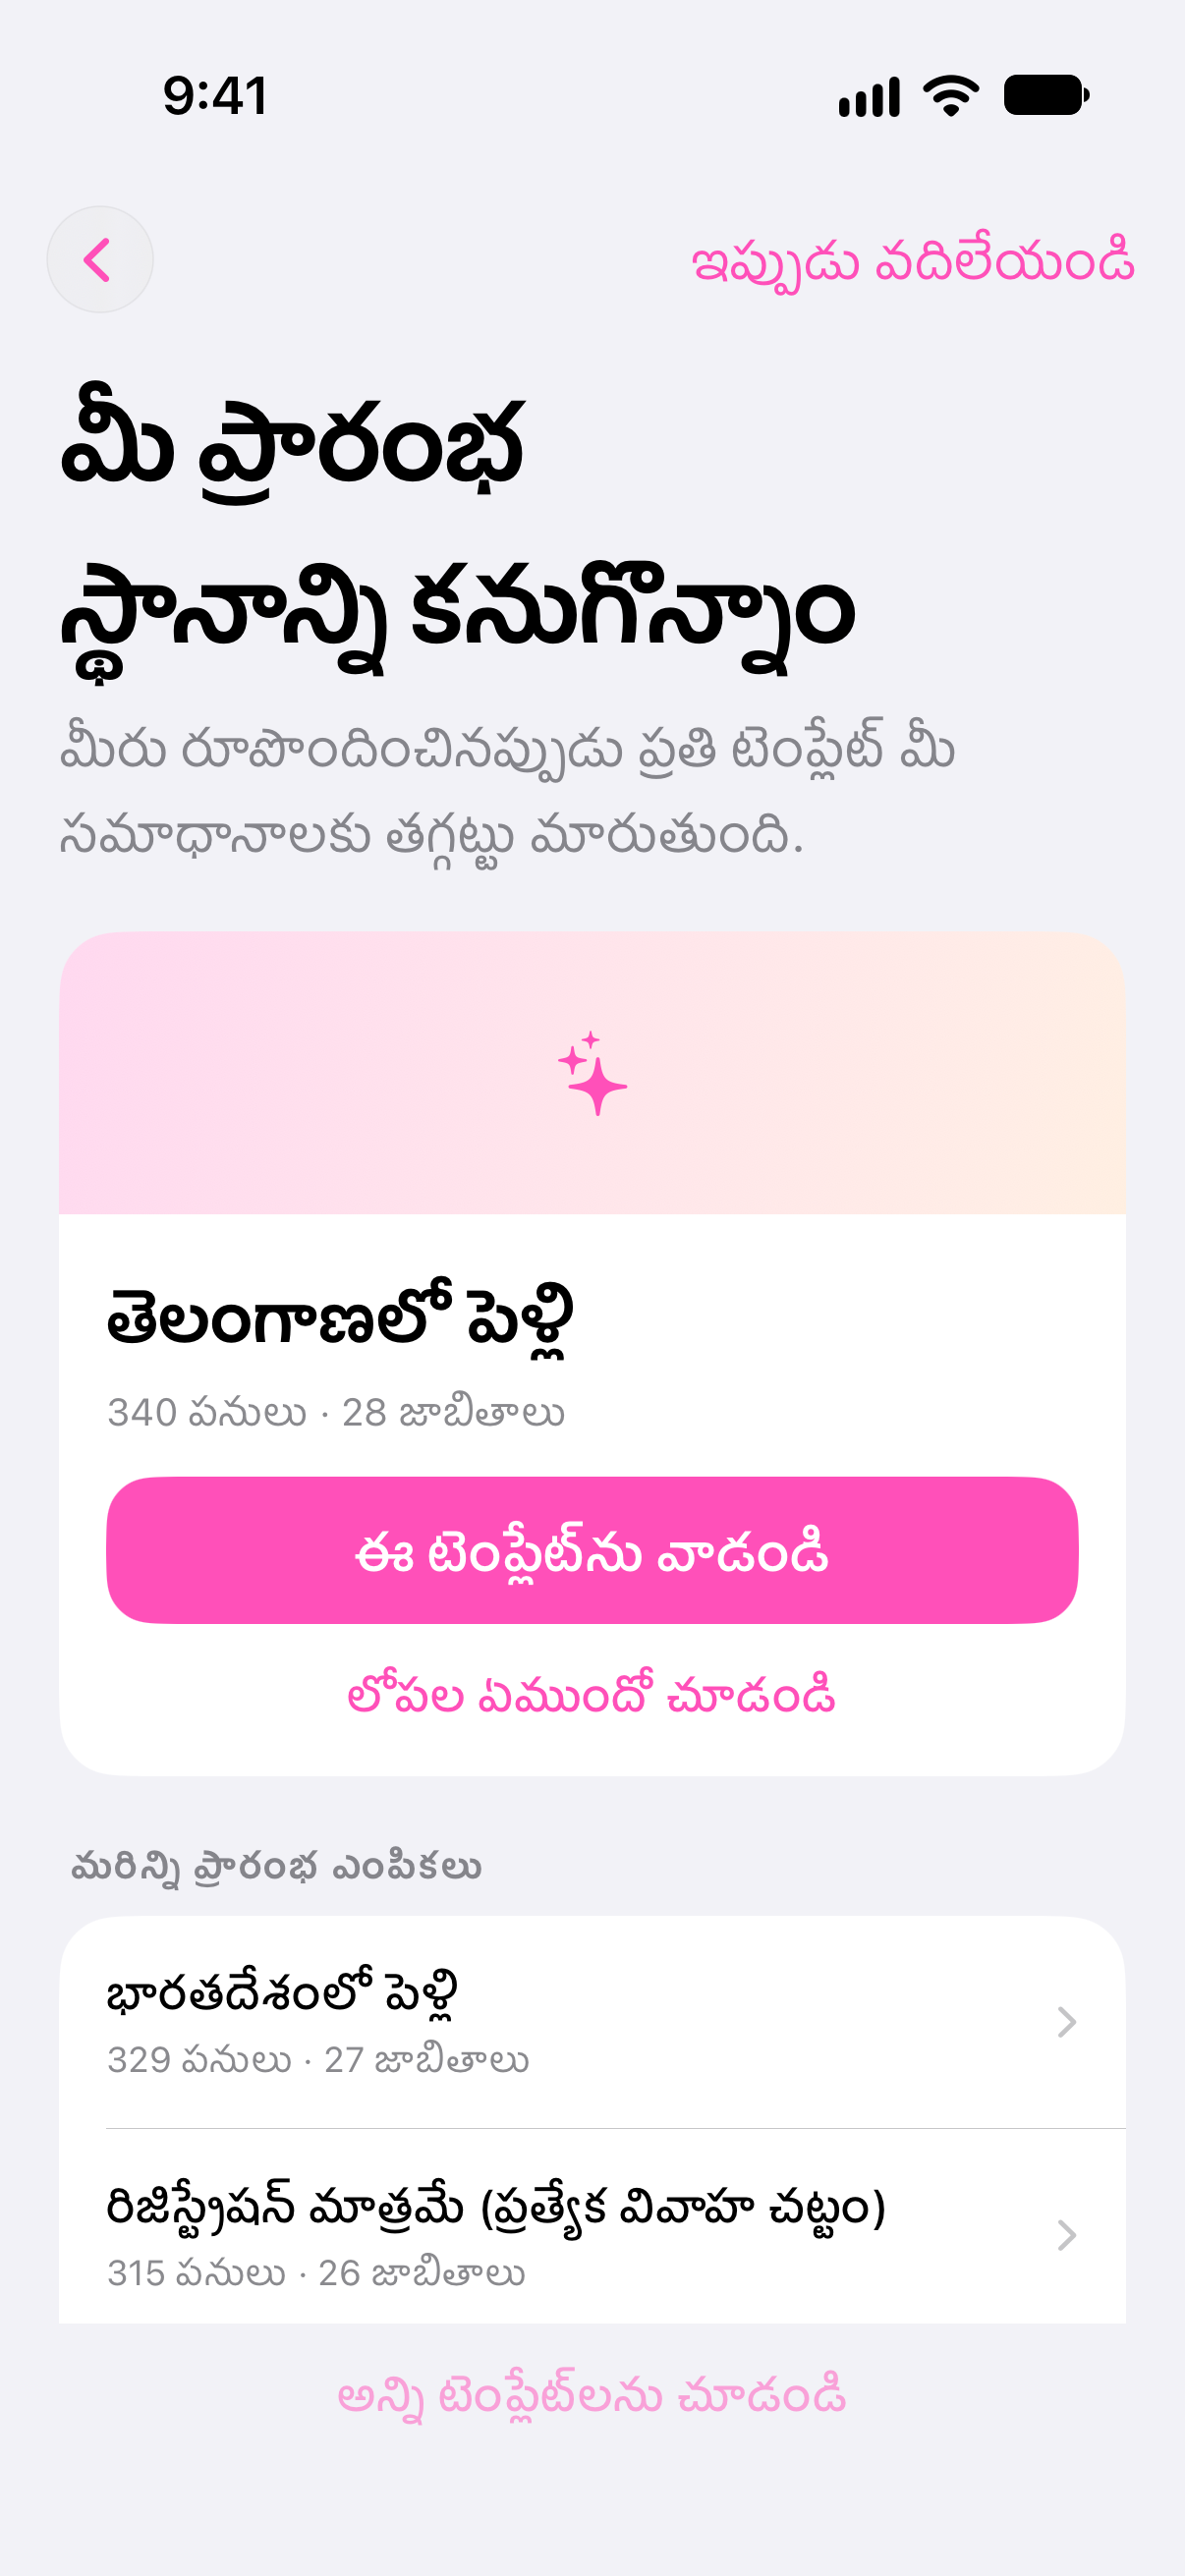 9:41
ఇప్పుడు వదిలేయండి
మీ ప్రారంభ
స్థానాన్ని కనుగొన్నాం
మీరు రూపొందించినప్పుడు ప్రతి టెంప్లేట్ మీ
సమాధానాలకు తగ్గట్టు మారుతుంది.
తెలంగాణలో పెళ్లి
340 పనులు · 28 జాబితాలు
ఈ టెంప్లేట్‌ను వాడండి
లోపల ఏముందో చూడండి
మరిన్ని ప్రారంభ ఎంపికలు
భారతదేశంలో పెళ్లి
329 పనులు · 27 జాబితాలు
రిజిస్ట్రేషన్ మాత్రమే (ప్రత్యేక వివాహ చట్టం)
315 పనులు · 26 జాబితాలు
అన్ని టెంప్లేట్‌లను చూడండి